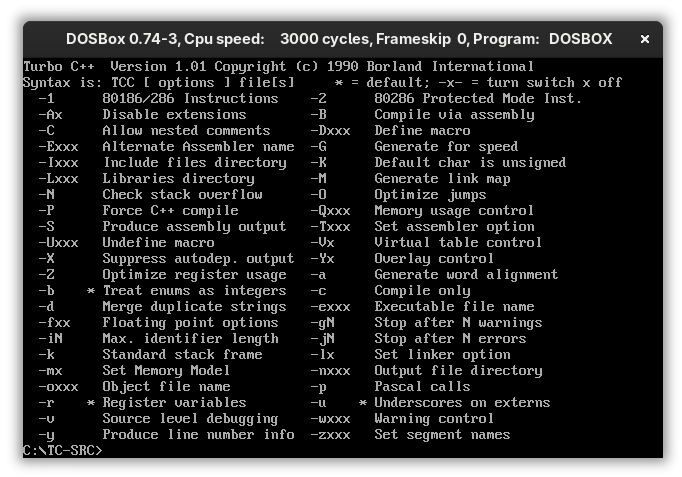 DOSBox 0.74-3, Cpu speed:    3000 cycles, Frameskip  0, Program:   DOSBOX    ×
Turbo C++  Version 1.01 Copyright (c) 1990 Borland International
Syntax is: TCC [ options ] file[s]     * = default; -x- = turn switch x off
  -1      80186/286 Instructions    -2      80286 Protected Mode Inst.
  -Ax     Disable extensions        -B      Compile via assembly
  -C      Allow nested comments     -Dxxx   Define macro
  -Exxx   Alternate Assembler name  -G      Generate for speed
  -Ixxx   Include files directory   -K      Default char is unsigned
  -Lxxx   Libraries directory       -M      Generate link map
  -N      Check stack overflow      -O      Optimize jumps
  -P      Force C++ compile         -Qxxx   Memory usage control
  -S      Produce assembly output   -Txxx   Set assembler option
  -Uxxx   Undefine macro            -Vx     Virtual table control
  -X      Suppress autodep. output  -Yx     Overlay control
  -Z      Optimize register usage   -a      Generate word alignment
  -b    * Treat enums as integers   -c      Compile only
  -d      Merge duplicate strings   -exxx   Executable file name
  -fxx    Floating point options    -gN     Stop after N warnings
  -iN     Max. identifier length    -jN     Stop after N errors
  -k      Standard stack frame      -lx     Set linker option
  -mx     Set Memory Model          -nxxx   Output file directory
  -oxxx   Object file name          -p      Pascal calls
  -r    * Register variables        -u    * Underscores on externs
  -v      Source level debugging    -wxxx   Warning control
  -y      Produce line number info  -zxxx   Set segment names
C:\TC-SRC>